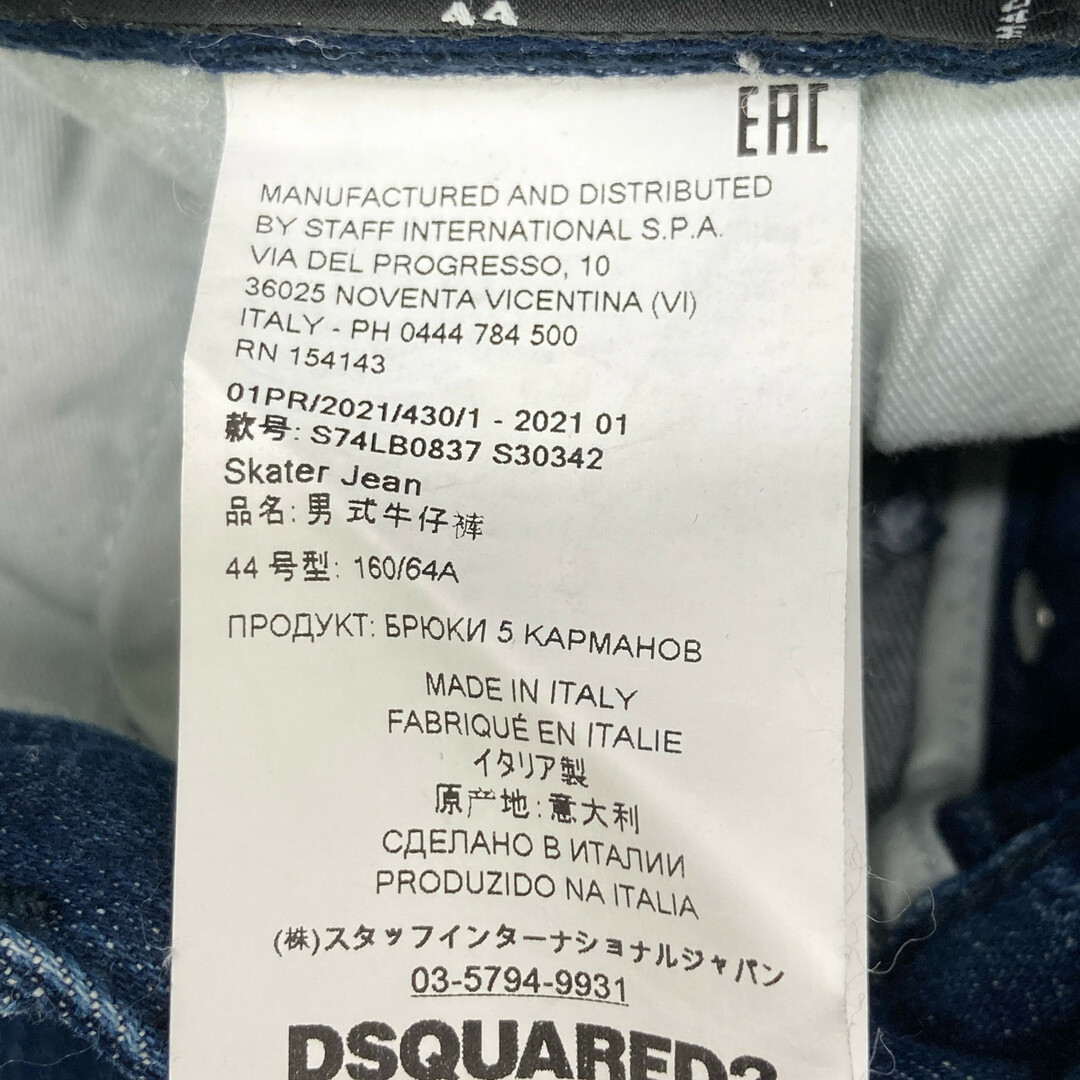 44
EAC
MANUFACTURED AND DISTRIBUTED
BY STAFF INTERNATIONAL S.P.A.
VIA DEL PROGRESSO, 10
36025 NOVENTA VICENTINA (VI)
ITALY - PH 0444 784 500
RN 154143
01PR/2021/430/1 - 2021 01
款号: S74LB0837 S30342
Skater Jean
品名: 男 式牛仔裤
44 号型: 160/64A
ПРОДУКТ: БРЮКИ 5 КАРМАНОВ
MADE IN ITALY
FABRIQUÉ EN ITALIE
イタリア製
原产地:意大利
СДЕЛАНО В ИТАЛИИ
PRODUZIDO NA ITALIA
(株)スタッフインターナショナルジャパン
03-5794-9931
DSQUARED2